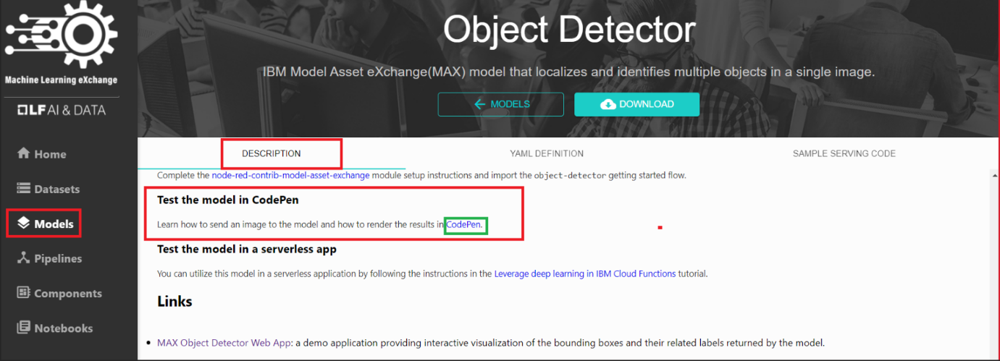 Machine Learning eXchange
LF AI & DATA
Home
Datasets
Models
Pipelines
Components
Notebooks
Object Detector
IBM Model Asset eXchange(MAX) model that localizes and identifies multiple objects in a single image.
MODELS
DOWNLOAD
DESCRIPTION
YAML DEFINITION
SAMPLE SERVING CODE
Complete the node-red-contrib-model-asset-exchange module setup instructions and import the object-detector getting started flow.
Test the model in CodePen
Learn how to send an image to the model and how to render the results in CodePen.
Test the model in a serverless app
You can utilize this model in a serverless application by following the instructions in the Leverage deep learning in IBM Cloud Functions tutorial.
Links
• MAX Object Detector Web App: a demo application providing interactive visualization of the bounding boxes and their related labels returned by the model.